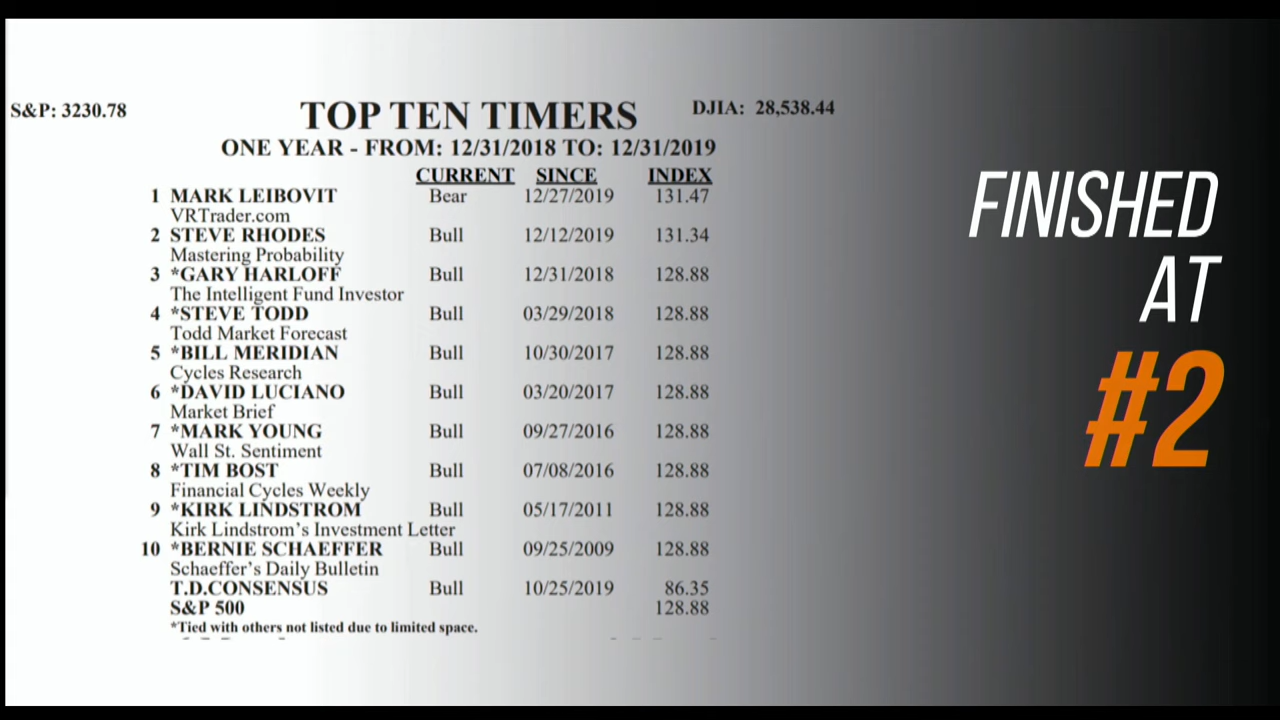 S&P: 3230.78
TOP TEN TIMERS
DJIA: 28,538.44
ONE YEAR - FROM: 12/31/2018 TO: 12/31/2019
CURRENT SINCE INDEX
1 MARK LEIBOVIT Bear 12/27/2019 131.47
VRTrader.com
2 STEVE RHODES Bull 12/12/2019 131.34
Mastering Probability
3 *GARY HARLOFF Bull 12/31/2018 128.88
The Intelligent Fund Investor
4 *STEVE TODD Bull 03/29/2018 128.88
Todd Market Forecast
5 *BILL MERIDIAN Bull 10/30/2017 128.88
Cycles Research
6 *DAVID LUCIANO Bull 03/20/2017 128.88
Market Brief
7 *MARK YOUNG Bull 09/27/2016 128.88
Wall St. Sentiment
8 *TIM BOST Bull 07/08/2016 128.88
Financial Cycles Weekly
9 *KIRK LINDSTROM Bull 05/17/2011 128.88
Kirk Lindstrom's Investment Letter
10 *BERNIE SCHAEFFER Bull 09/25/2009 128.88
Schaeffer's Daily Bulletin
T.D.CONSENSUS Bull 10/25/2019 86.35
S&P 500 128.88
*Tied with others not listed due to limited space.
FINISHED
AT
#2